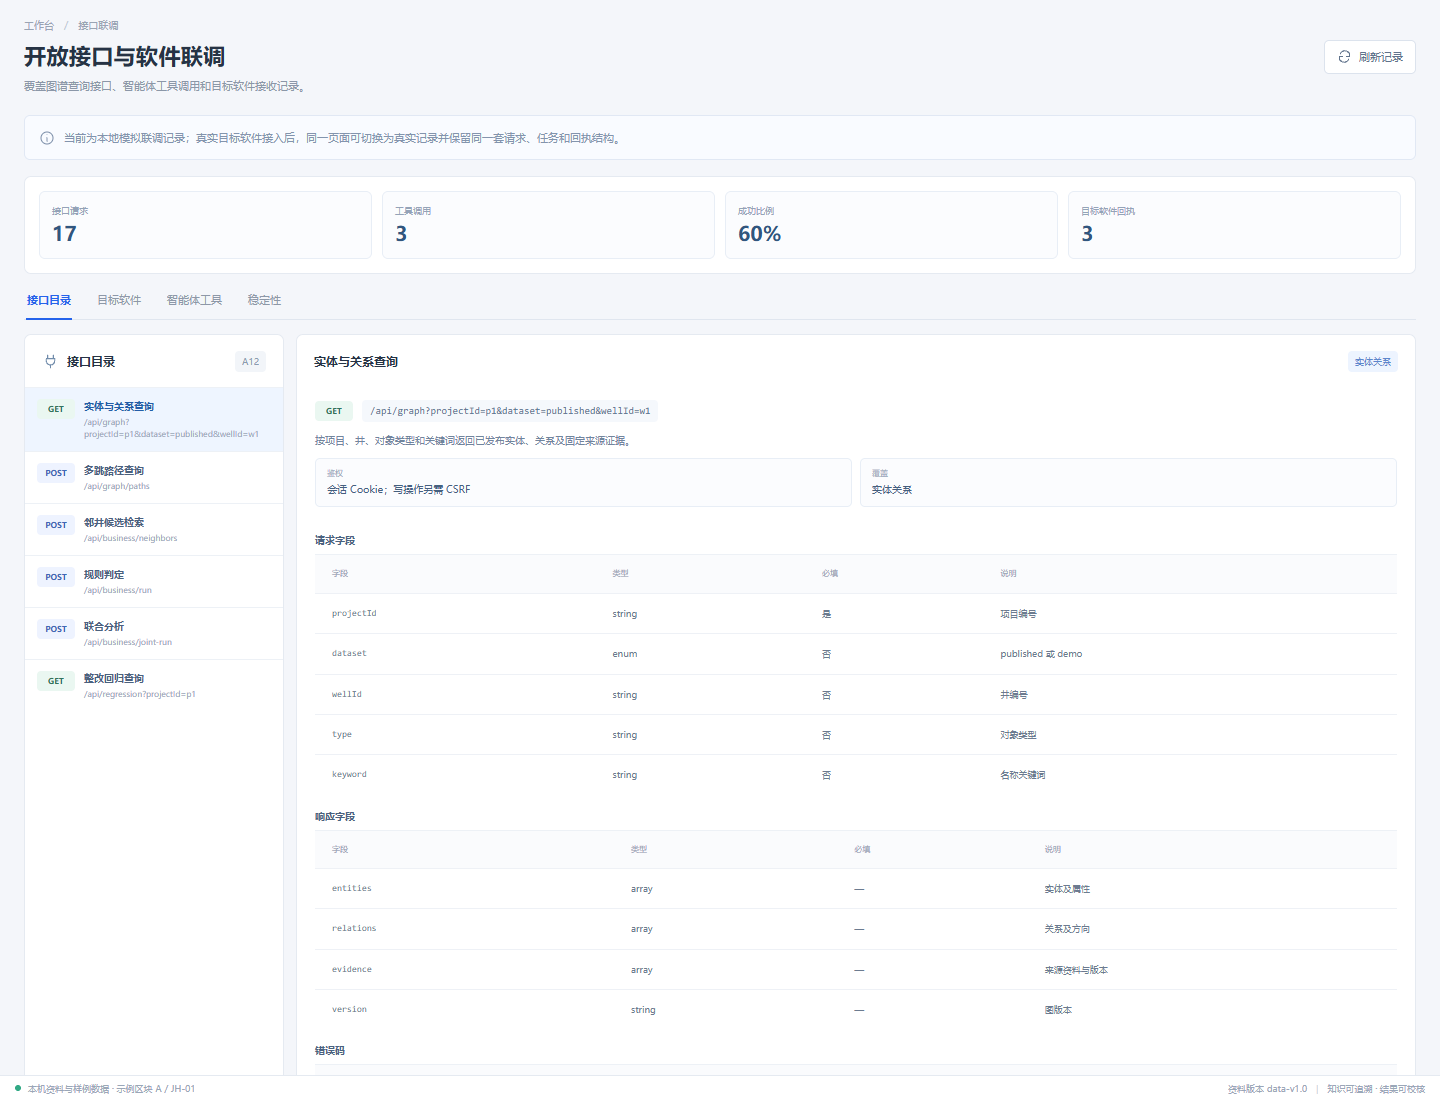 工作台 / 接口联调
开放接口与软件联调
覆盖图谱查询接口、智能体工具调用和目标软件接收记录。
刷新记录
当前为本地模拟联调记录；真实目标软件接入后，同一页面可切换为真实记录并保留同一套请求、任务和回执结构。
接口请求
17
工具调用
3
成功比例
60%
目标软件回执
3
接口目录 目标软件 智能体工具 稳定性
接口目录 A12
GET 实体与关系查询
/api/graph?
projectId=p1&dataset=published&wellId=w1
POST 多跳路径查询
/api/graph/paths
POST 邻井候选检索
/api/business/neighbors
POST 规则判定
/api/business/run
POST 联合分析
/api/business/joint-run
GET 整改回归查询
/api/regression?projectId=p1
实体与关系查询 实体关系
GET /api/graph?projectId=p1&dataset=published&wellId=w1
按项目、井、对象类型和关键词返回已发布实体、关系及固定来源证据。
鉴权
会话 Cookie；写操作另需 CSRF
覆盖
实体关系
请求字段
字段 类型 必填 说明
projectId string 是 项目编号
dataset enum 否 published 或 demo
wellId string 否 井编号
type string 否 对象类型
keyword string 否 名称关键词
响应字段
字段 类型 必填 说明
entities array — 实体及属性
relations array — 关系及方向
evidence array — 来源资料与版本
version string — 图版本
错误码
本机资料与样例数据 · 示例区块 A / JH-01
资料版本 data-v1.0 | 知识可追溯 · 结果可校核